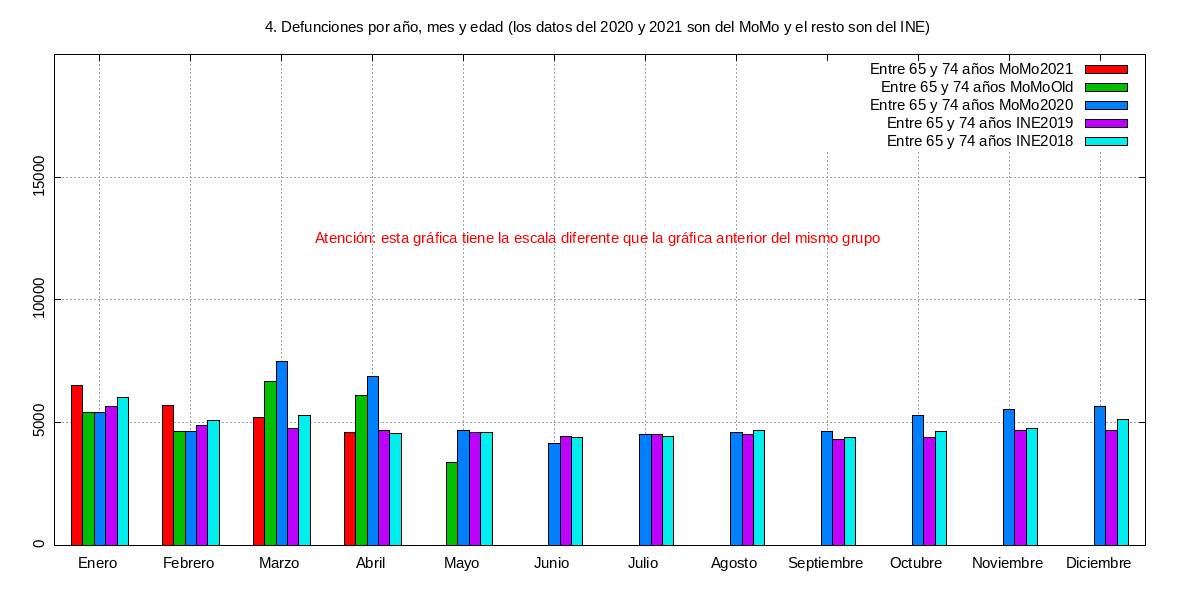 4. Defunciones por año, mes y edad (los datos del 2020 y 2021 son del MoMo y el resto son del INE)
Entre 65 y 74 años MoMo2021
Entre 65 y 74 años MoMoOld
Entre 65 y 74 años MoMo2020
Entre 65 y 74 años INE2019
Entre 65 y 74 años INE2018
15000
Atención: esta gráfica tiene la escala diferente que la gráfica anterior del mismo grupo
10000
5000
0
Enero Febrero Marzo Abril Mayo Junio Julio Agosto Septiembre Octubre Noviembre Diciembre